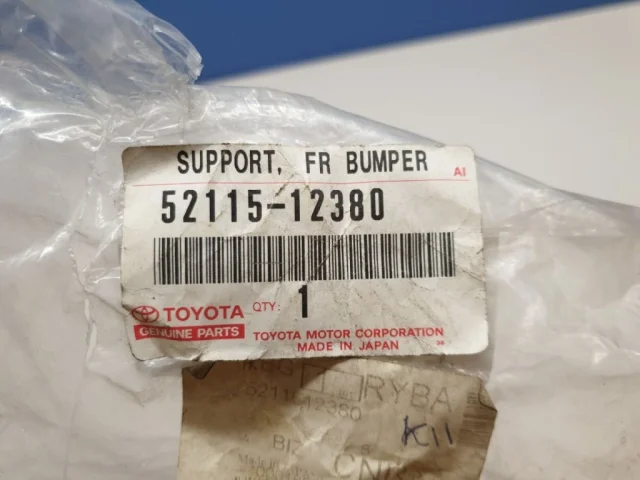 SUPPORT, FR BUMPER
AI
52115-12380
TOYOTA QTY: 1
GENUINE PARTS TOYOTA MOTOR CORPORATION
MADE IN JAPAN
RYBA
5211512380
K11